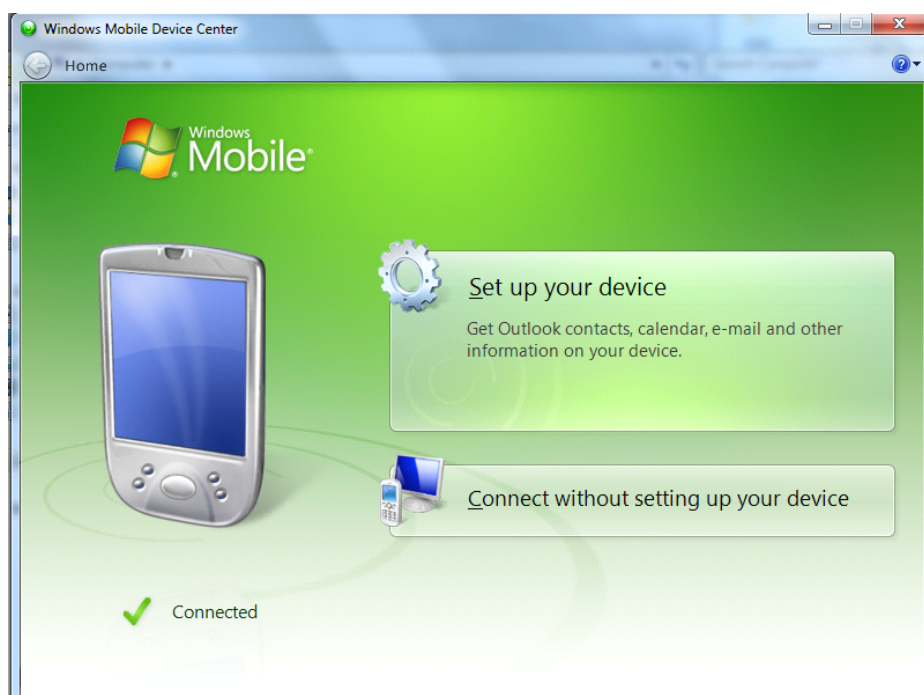 Windows Mobile Device Center
Home
Windows
Mobile®
Set up your device
Get Outlook contacts, calendar, e-mail and other
information on your device.
Connect without setting up your device
Connected